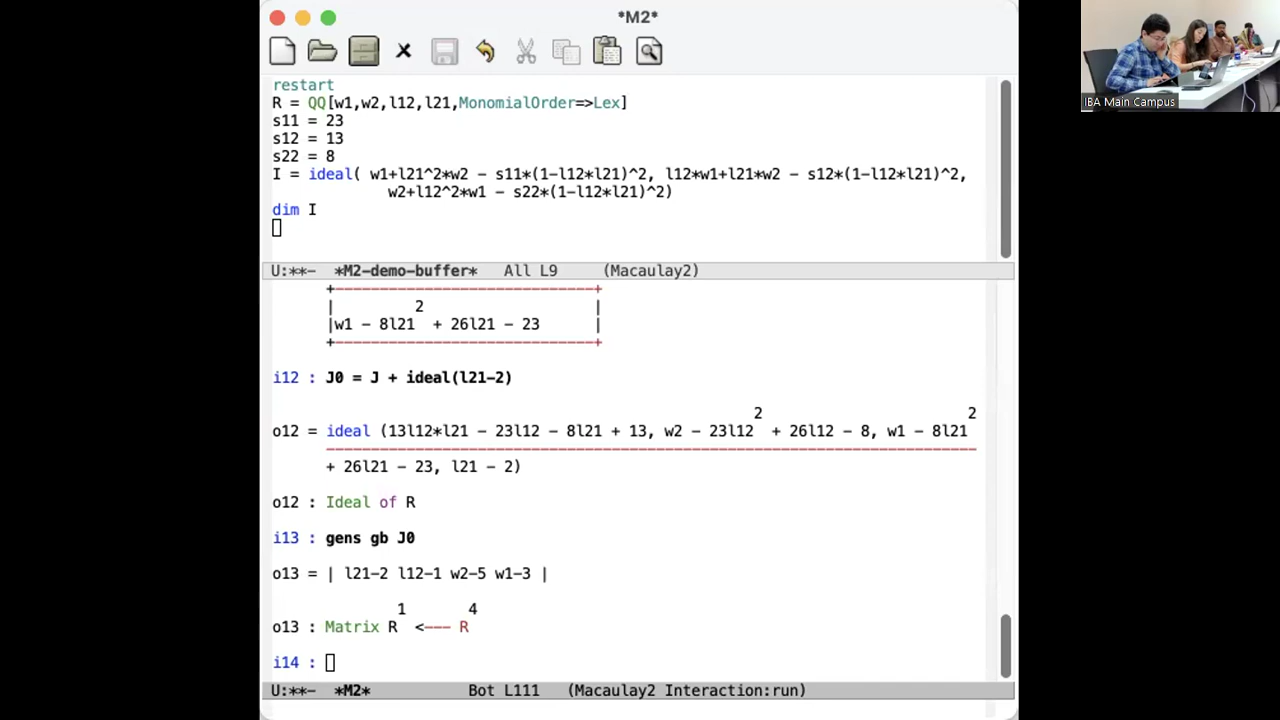 *M2*
restart
R = QQ[w1,w2,l12,l21,MonomialOrder=>Lex]
s11 = 23
s12 = 13
s22 = 8
I = ideal( w1+l21^2*w2 - s11*(1-l12*l21)^2, l12*w1+l21*w2 - s12*(1-l12*l21)^2,
w2+l12^2*w1 - s22*(1-l12*l21)^2)
dim I
U:**- *M2-demo-buffer* All L9 (Macaulay2)
+------------------------------+
| 2 |
|w1 - 8l21 + 26l21 - 23 |
+------------------------------+
i12 : J0 = J + ideal(l21-2)
2 2
o12 = ideal (13l12*l21 - 23l12 - 8l21 + 13, w2 - 23l12 + 26l12 - 8, w1 - 8l21
-------------------------------------------------------------------------
+ 26l21 - 23, l21 - 2)
o12 : Ideal of R
i13 : gens gb J0
o13 = | l21-2 l12-1 w2-5 w1-3 |
1 4
o13 : Matrix R <--- R
i14 :
U:**- *M2* Bot L111 (Macaulay2 Interaction:run)
IBA Main Campus